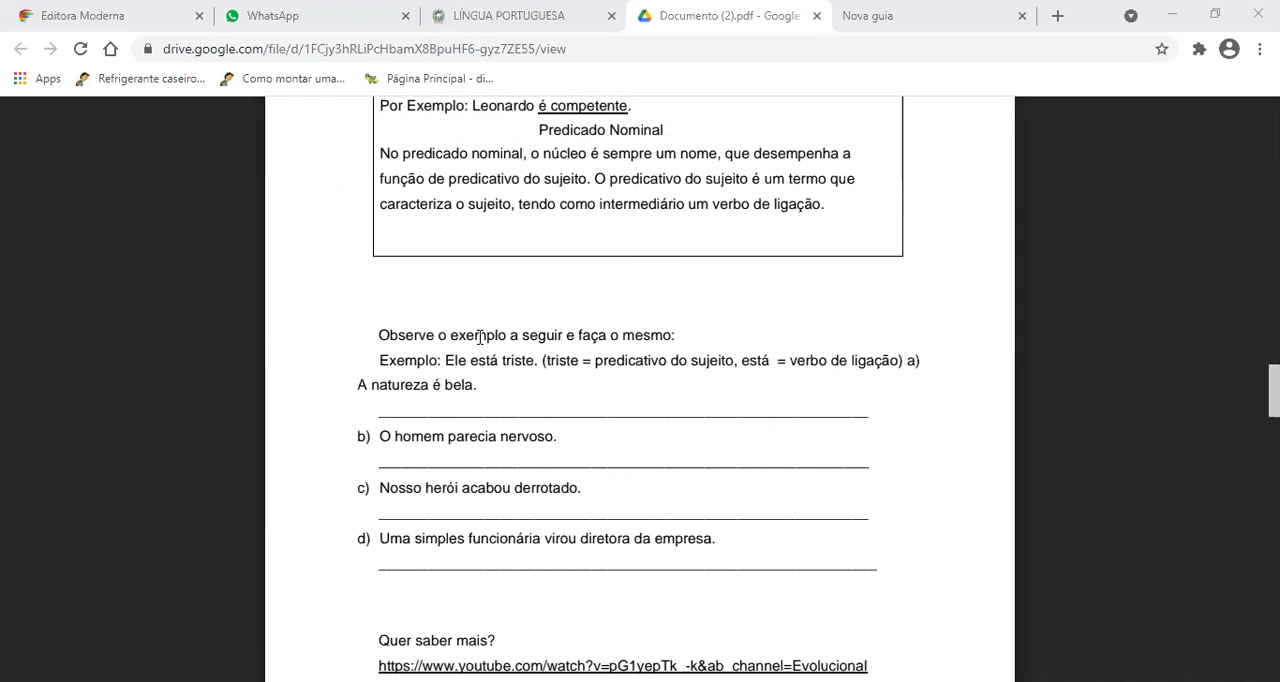 Editora Moderna
WhatsApp
LÍNGUA PORTUGUESA
Documento (2).pdf - Google
Nova guia
drive.google.com/file/d/1FCjy3hRLiPcHbamX8BpuHF6-gyz7ZE55/view
Apps
Refrigerante caseiro...
Como montar uma...
Página Principal - di...
Por Exemplo: Leonardo é competente.
Predicado Nominal
No predicado nominal, o núcleo é sempre um nome, que desempenha a
função de predicativo do sujeito. O predicativo do sujeito é um termo que
caracteriza o sujeito, tendo como intermediário um verbo de ligação.
Observe o exemplo a seguir e faça o mesmo:
Exemplo: Ele está triste. (triste = predicativo do sujeito, está = verbo de ligação) a)
A natureza é bela.
b) O homem parecia nervoso.
c) Nosso herói acabou derrotado.
d) Uma simples funcionária virou diretora da empresa.
Quer saber mais?
https://www.youtube.com/watch?v=pG1yepTk_-k&ab_channel=Evolucional